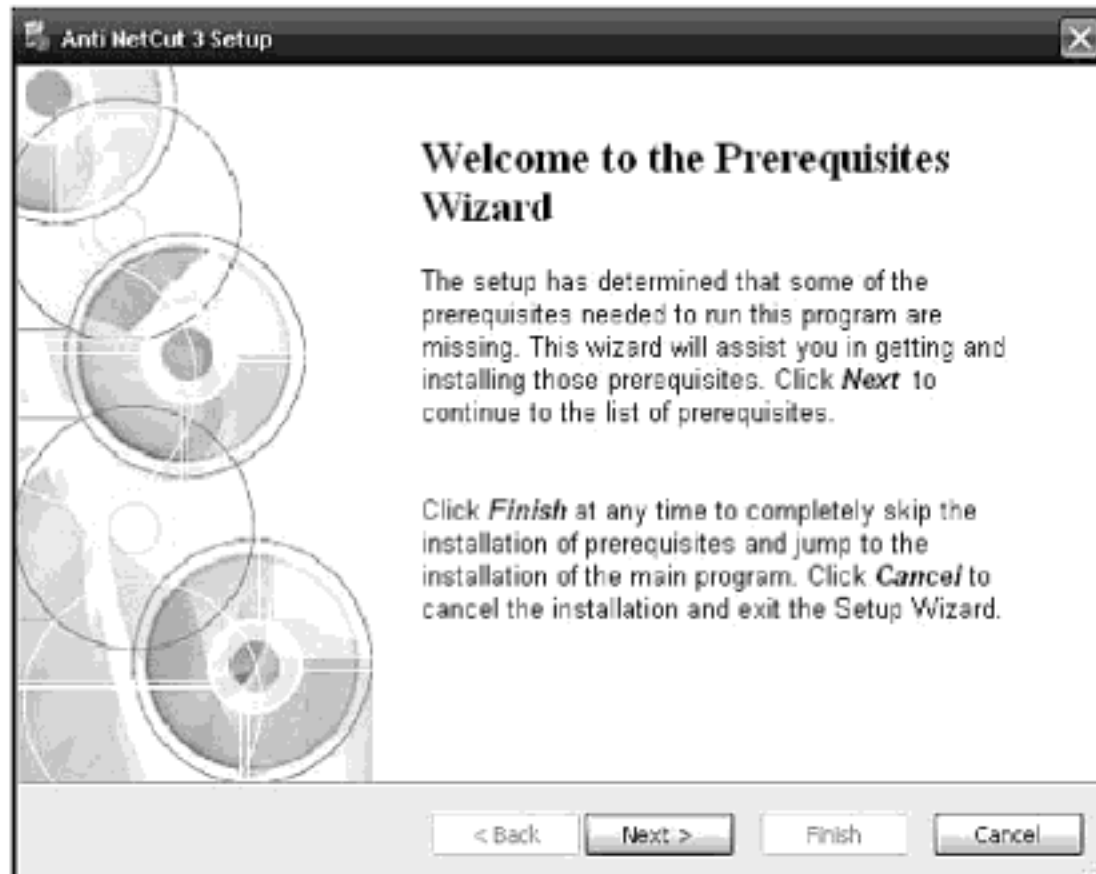 Anti NetCut 3 Setup
Welcome to the Prerequisites
Wizard
The setup has determined that some of the
prerequisites needed to run this program are
missing. This wizard will assist you in getting and
installing those prerequisites. Click Next to
continue to the list of prerequisites.
Click Finish at any time to completely skip the
installation of prerequisites and jump to the
installation of the main program. Click Cancel to
cancel the installation and exit the Setup Wizard.
< Back Next > Finish Cancel